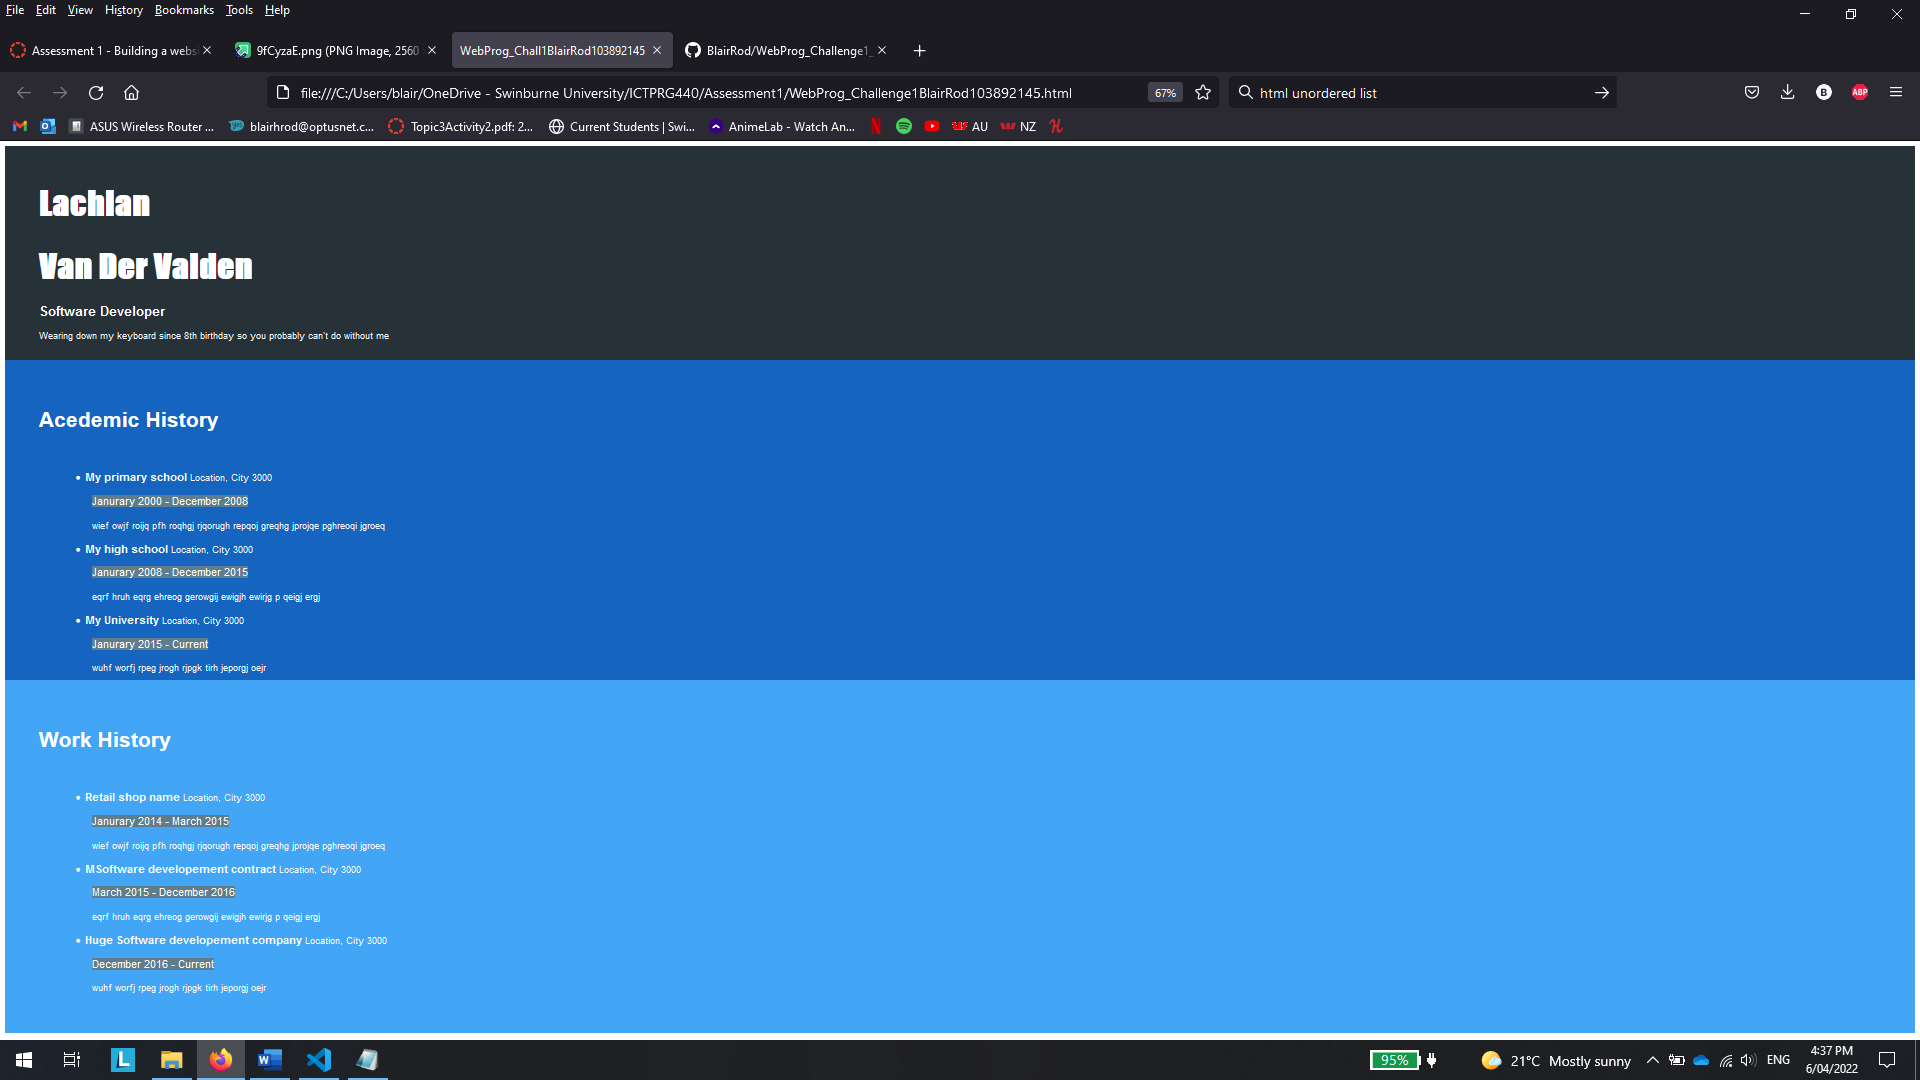 File Edit View History Bookmarks Tools Help
Assessment 1 - Building a webs
9fCyzaE.png (PNG Image, 2560
WebProg_Chall1BlairRod103892145
BlairRod/WebProg_Challenge1_
file:///C:/Users/blair/OneDrive - Swinburne University/ICTPRG440/Assessment1/WebProg_Challenge1BlairRod103892145.html
67%
html unordered list
B
ABP
ASUS Wireless Router ...
blairhrod@optusnet.c...
Topic3Activity2.pdf: 2...
Current Students | Swi...
AnimeLab - Watch An...
AU
NZ
Lachlan
Van Der Valden
Software Developer
Wearing down my keyboard since 8th birthday so you probably can't do without me
Acedemic History
My primary school Location, City 3000
Janurary 2000 - December 2008
wief owjf roijq pfh roqhgj rjqorugh repqoj greqhg jprojqe pghreoqi jgroeq
My high school Location, City 3000
Janurary 2008 - December 2015
eqrf hruh eqrg ehreog gerowgij ewigjh ewirjg p qeigj ergj
My University Location, City 3000
Janurary 2015 - Current
wuhf worfj rpeg jrogh rjpgk tirh jeporgj oejr
Work History
Retail shop name Location, City 3000
Janurary 2014 - March 2015
wief owjf roijq pfh roqhgj rjqorugh repqoj greqhg jprojqe pghreoqi jgroeq
MSoftware developement contract Location, City 3000
March 2015 - December 2016
eqrf hruh eqrg ehreog gerowgij ewigjh ewirjg p qeigj ergj
Huge Software developement company Location, City 3000
December 2016 - Current
wuhf worfj rpeg jrogh rjpgk tirh jeporgj oejr
L
W
95%
21°C Mostly sunny
ENG
4:37 PM
6/04/2022